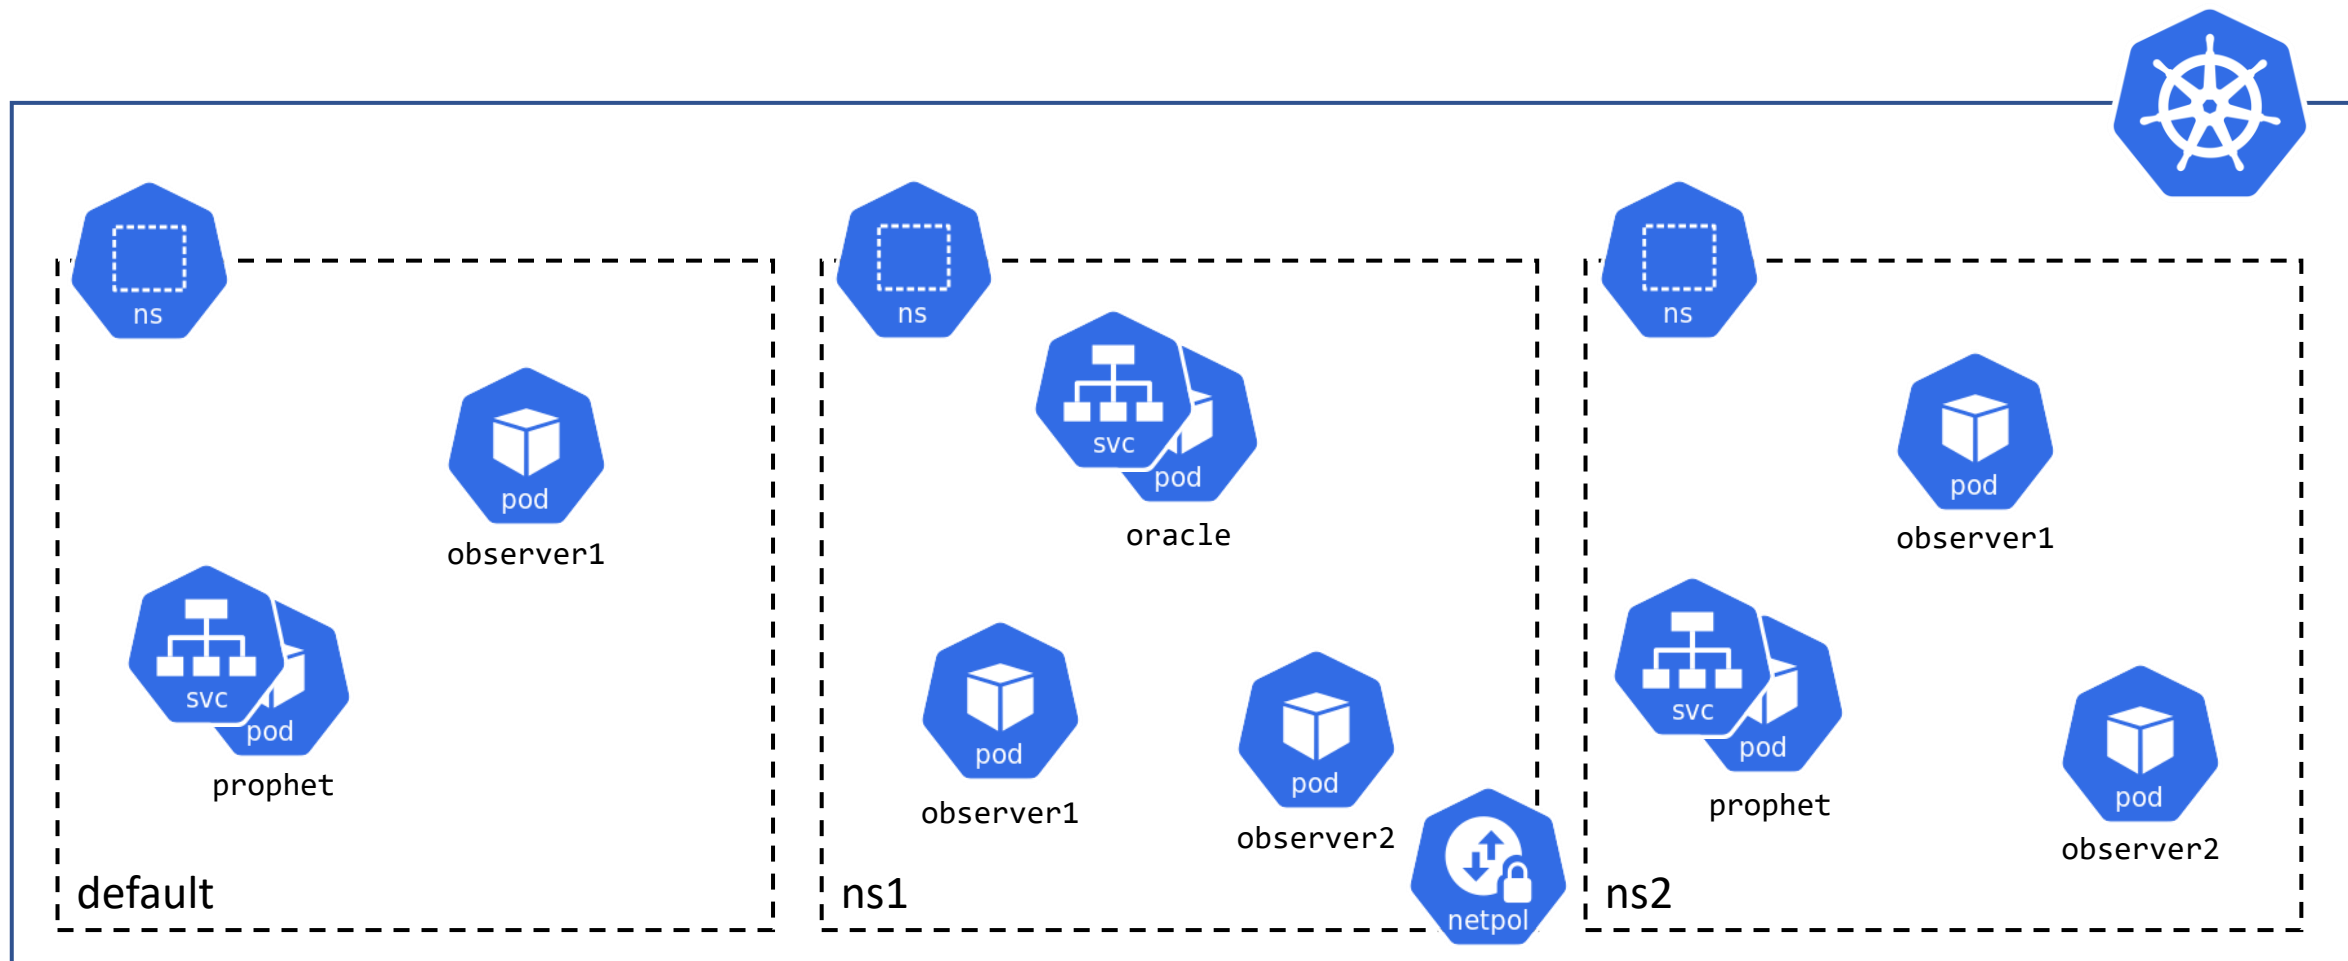 ns
pod
observer1
svc
pod
prophet
default
ns
svc
pod
oracle
pod
observer1
pod
observer2
netpol
ns1
ns
pod
observer1
svc
pod
prophet
pod
observer2
ns2